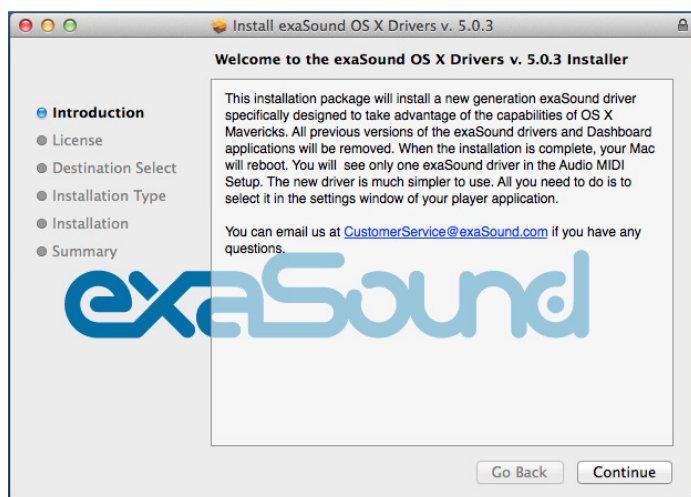 Install exaSound OS X Drivers v. 5.0.3
Welcome to the exaSound OS X Drivers v. 5.0.3 Installer
Introduction
License
Destination Select
Installation Type
Installation
Summary
This installation package will install a new generation exaSound driver
specifically designed to take advantage of the capabilities of OS X
Mavericks. All previous versions of the exaSound drivers and Dashboard
applications will be removed. When the installation is complete, your Mac
will reboot. You will  see only one exaSound driver in the Audio MIDI
Setup. The new driver is much simpler to use. All you need to do is to
select it in the settings window of your player application.
You can email us at CustomerService@exaSound.com if you have any
questions.
exaSound
Go Back
Continue